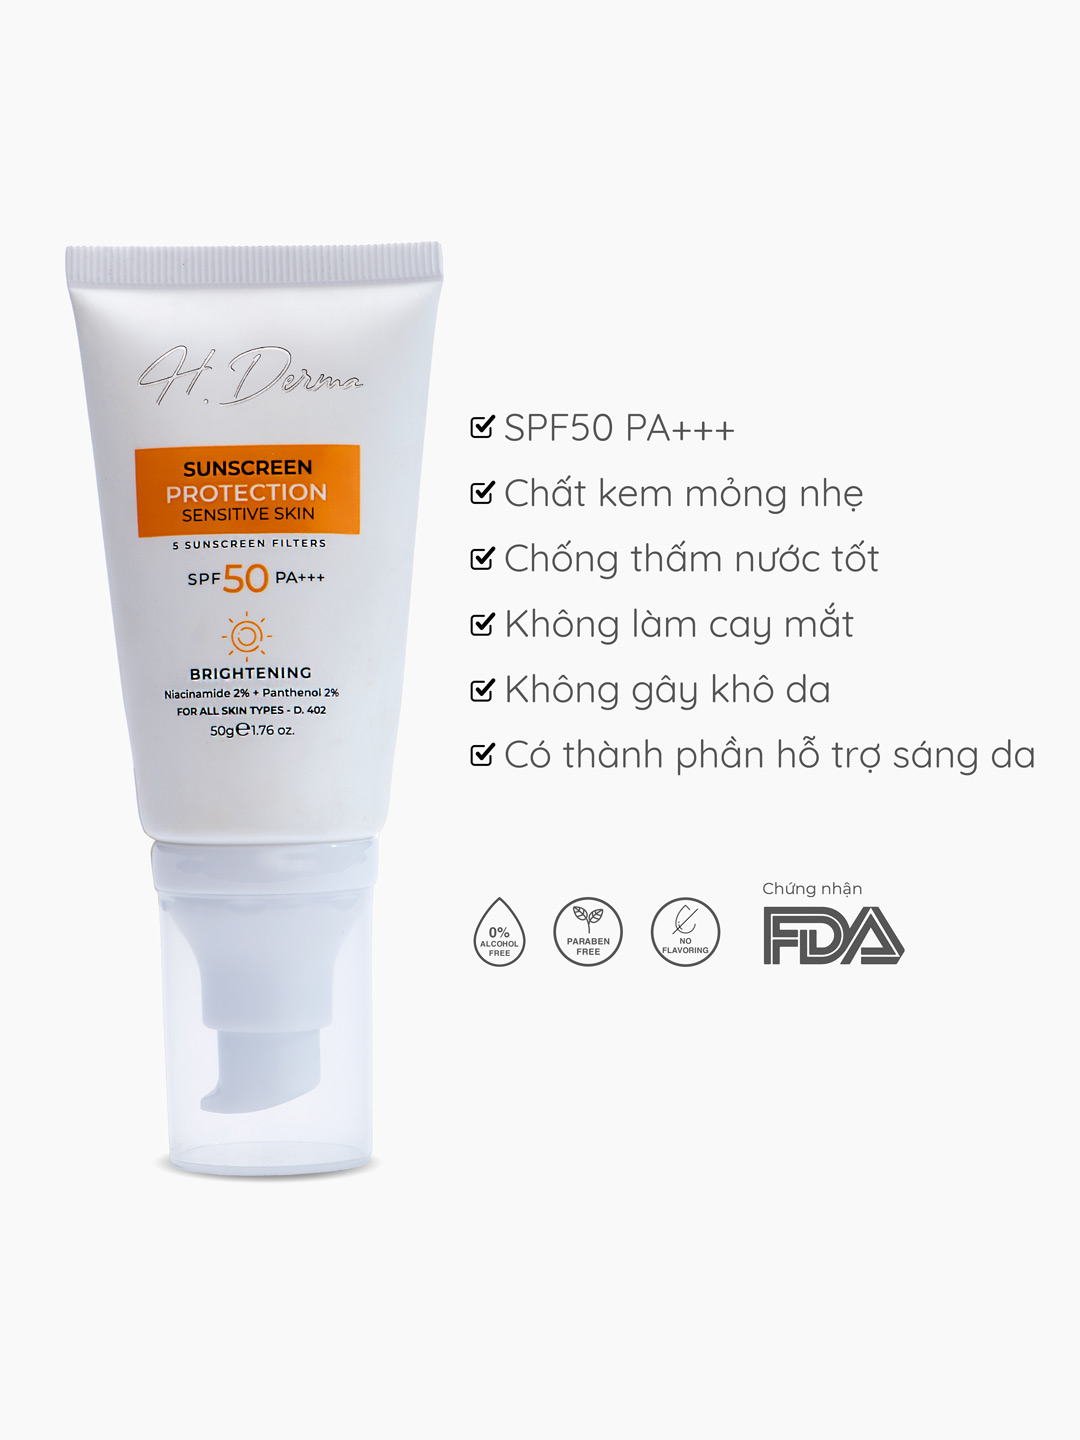 H. Derma
SUNSCREEN
PROTECTION
SENSITIVE SKIN
5 SUNSCREEN FILTERS
SPF 50 PA+++
BRIGHTENING
Niacinamide 2% + Panthenol 2%
FOR ALL SKIN TYPES - D. 402
50g℮1.76 oz.
SPF50 PA+++
Chất kem mỏng nhẹ
Chống thấm nước tốt
Không làm cay mắt
Không gây khô da
Có thành phần hỗ trợ sáng da
0%
ALCOHOL
FREE
PARABEN
FREE
NO
FLAVORING
Chứng nhận
FDA